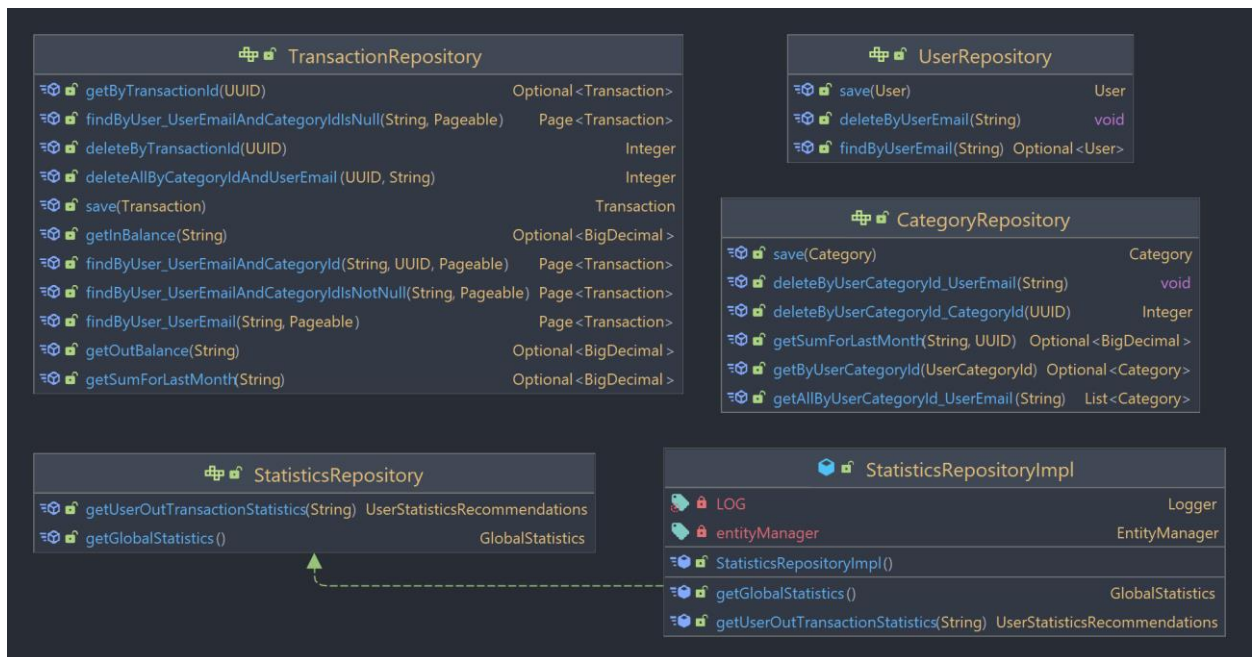 TransactionRepository
getByTransactionId(UUID) Optional<Transaction>
findByUser_UserEmailAndCategoryIdIsNull(String, Pageable) Page<Transaction>
deleteByTransactionId(UUID) Integer
deleteAllByCategoryIdAndUserEmail(UUID, String) Integer
save(Transaction) Transaction
getInBalance(String) Optional<BigDecimal>
findByUser_UserEmailAndCategoryId(String, UUID, Pageable) Page<Transaction>
findByUser_UserEmailAndCategoryIdIsNotNull(String, Pageable) Page<Transaction>
findByUser_UserEmail(String, Pageable) Page<Transaction>
getOutBalance(String) Optional<BigDecimal>
getSumForLastMonth(String) Optional<BigDecimal>
UserRepository
save(User) User
deleteByUserEmail(String) void
findByUserEmail(String) Optional<User>
CategoryRepository
save(Category) Category
deleteByUserCategoryId_UserEmail(String) void
deleteByUserCategoryId_CategoryId(UUID) Integer
getSumForLastMonth(String, UUID) Optional<BigDecimal>
getByUserCategoryId(UserCategoryId) Optional<Category>
getAllByUserCategoryId_UserEmail(String) List<Category>
StatisticsRepository
getUserOutTransactionStatistics(String) UserStatisticsRecommendations
getGlobalStatistics() GlobalStatistics
StatisticsRepositoryImpl
LOG Logger
entityManager EntityManager
StatisticsRepositoryImpl()
getGlobalStatistics() GlobalStatistics
getUserOutTransactionStatistics(String) UserStatisticsRecommendations